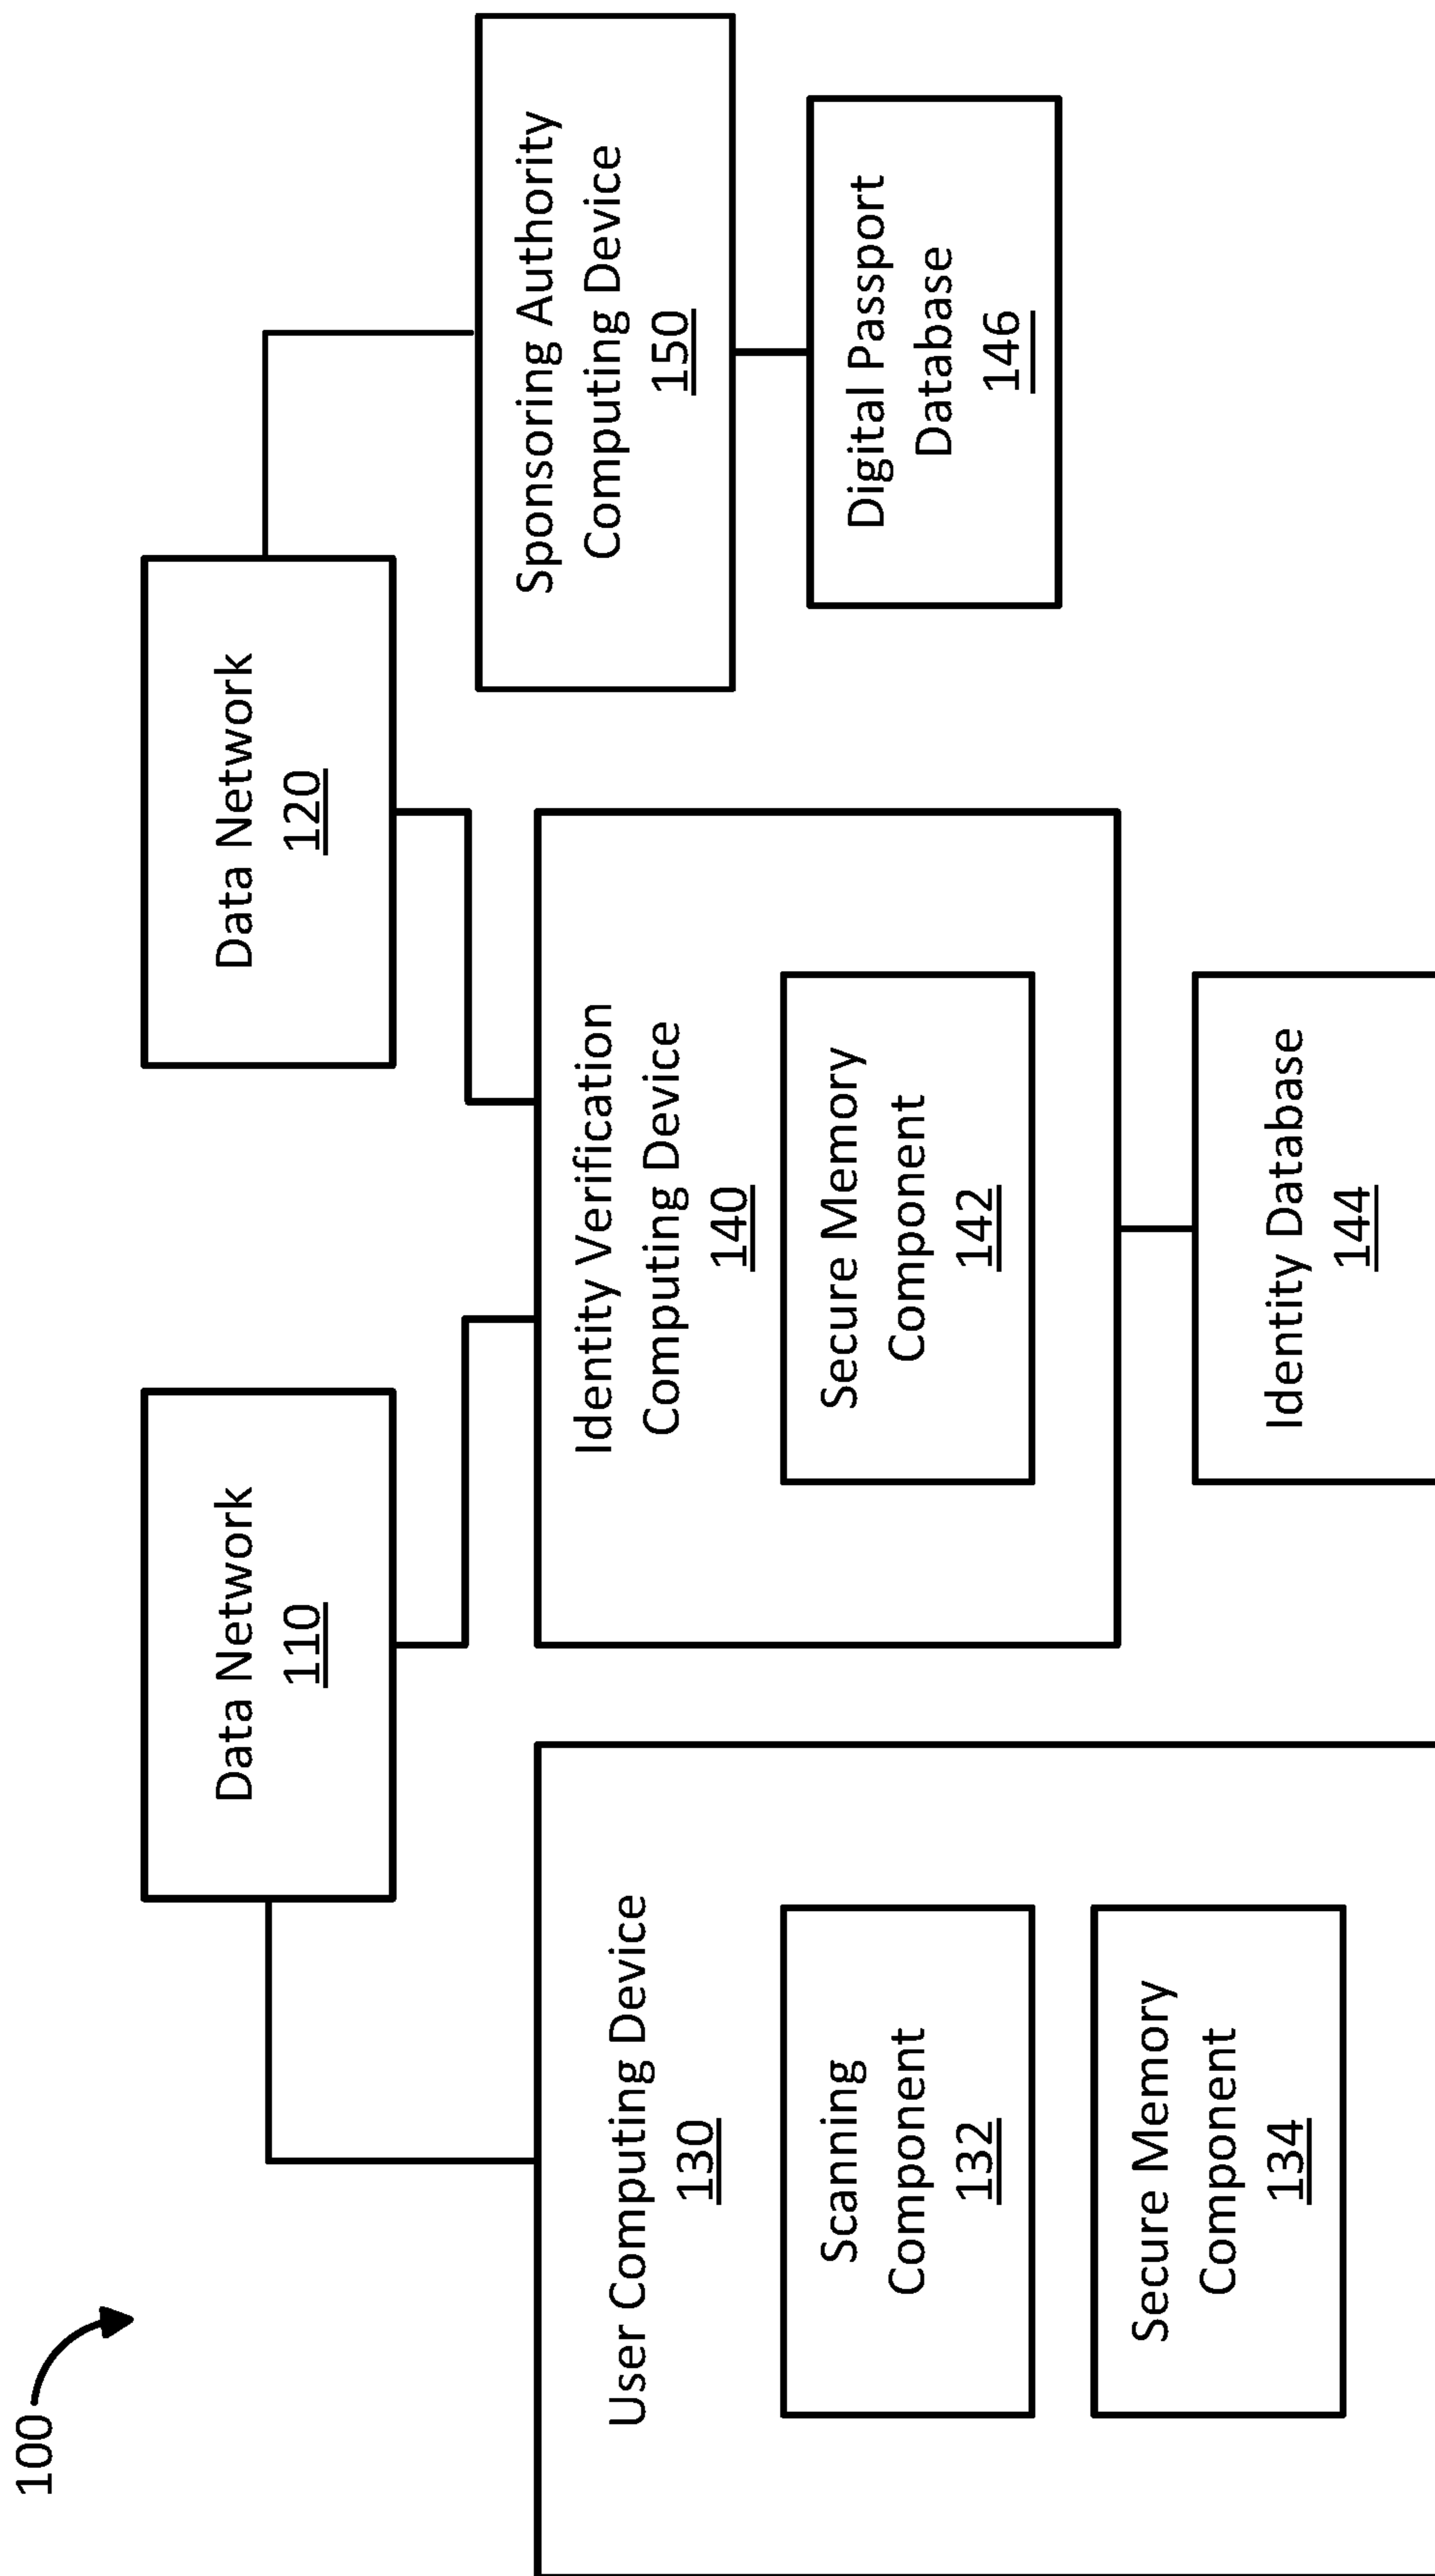 100
Data Network
110
Data Network
120
User Computing Device
130
Scanning
Component
132
Secure Memory
Component
134
Identity Verification
Computing Device
140
Secure Memory
Component
142
Identity Database
144
Sponsoring Authority
Computing Device
150
Digital Passport
Database
146